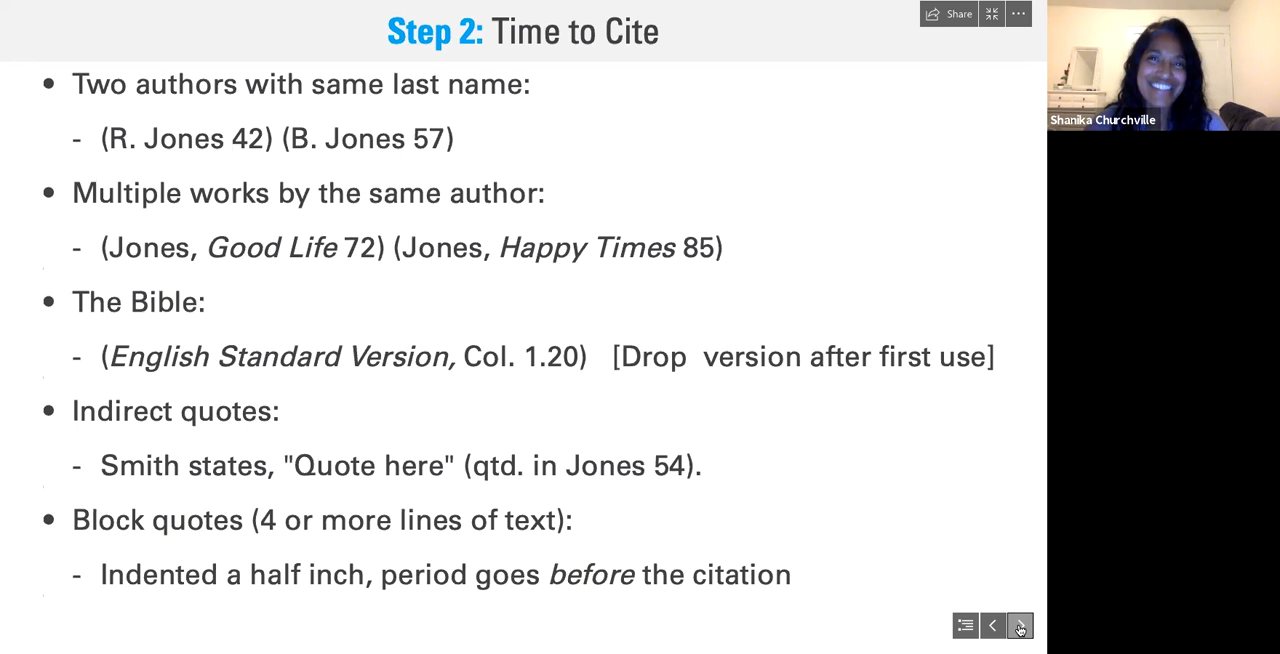 Step 2: Time to Cite
Share
Shanika Churchville
• Two authors with same last name:
- (R. Jones 42) (B. Jones 57)
• Multiple works by the same author:
- (Jones, Good Life 72) (Jones, Happy Times 85)
• The Bible:
- (English Standard Version, Col. 1.20) [Drop version after first use]
• Indirect quotes:
- Smith states, "Quote here" (qtd. in Jones 54).
• Block quotes (4 or more lines of text):
- Indented a half inch, period goes before the citation